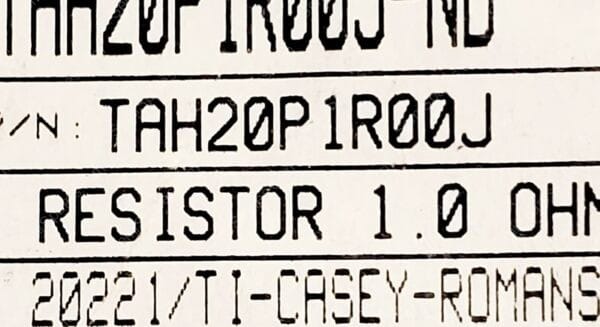 TAH20P1R00J-ND
P/N: TAH20P1R00J
RESISTOR 1.0 OHM
20221/TI-CASEY-ROMANS